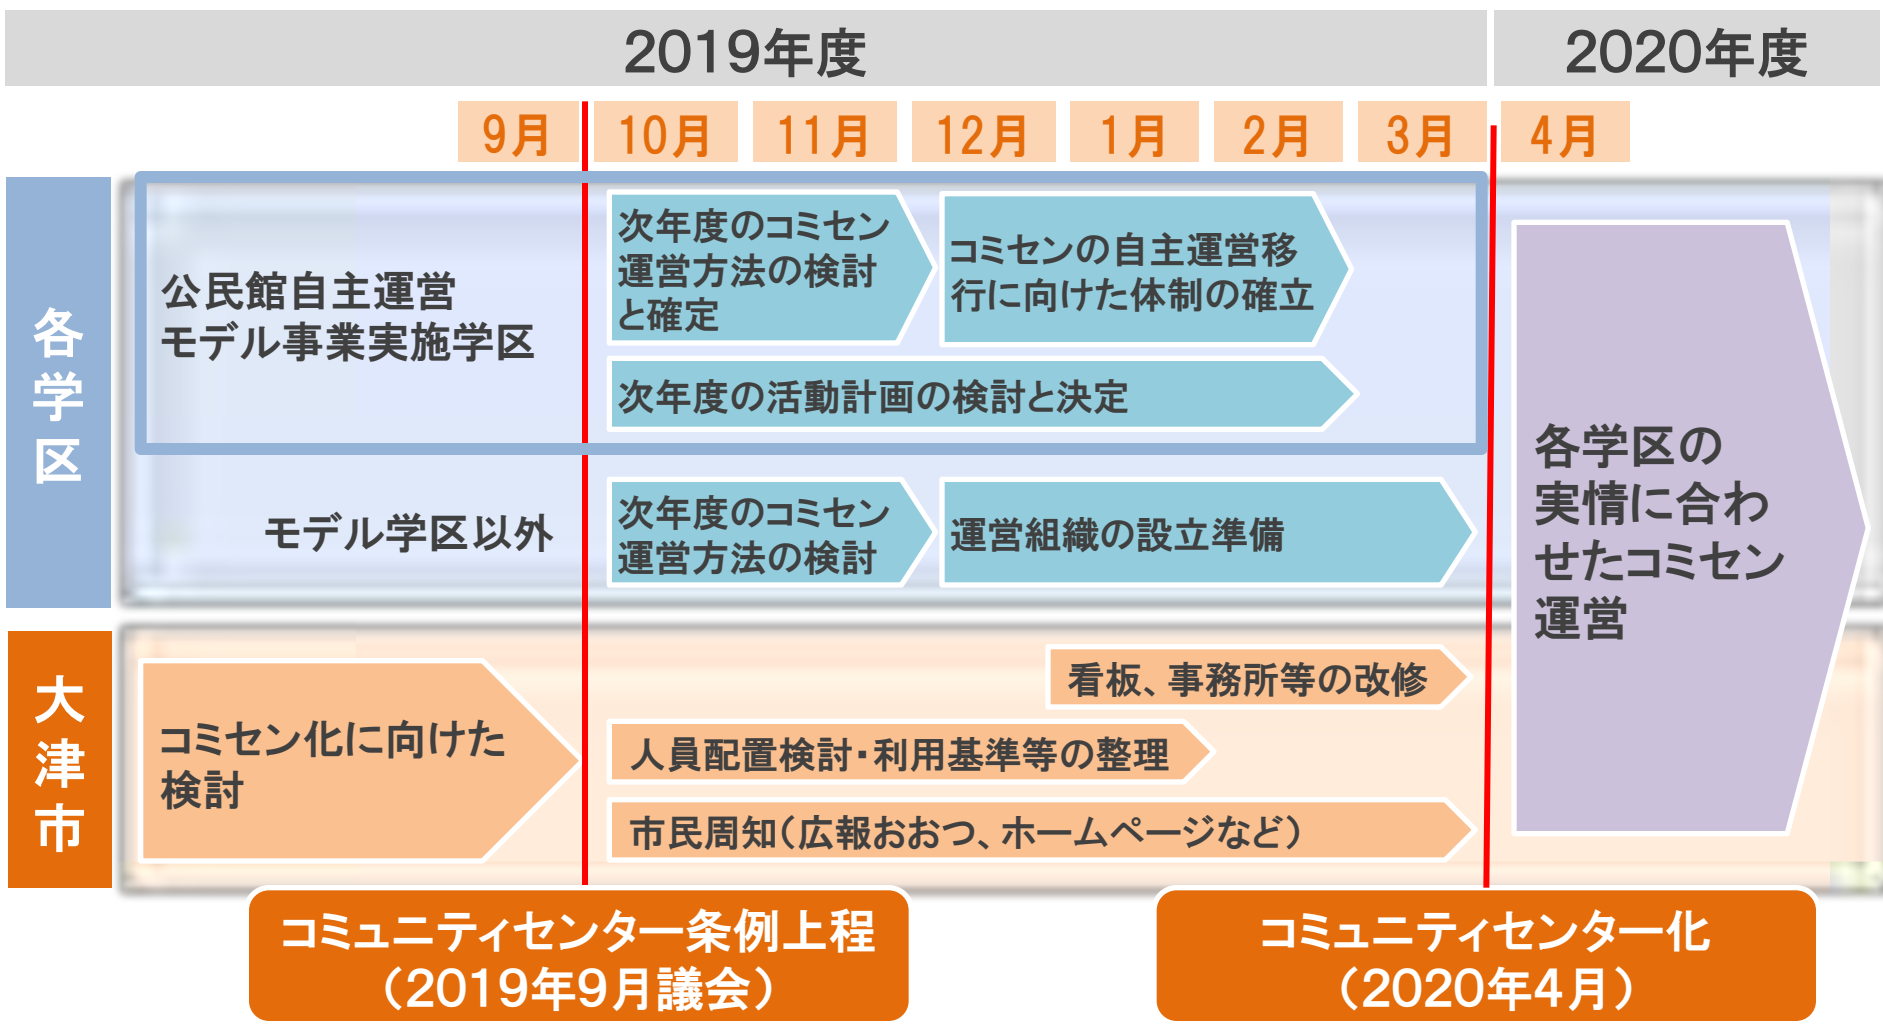 2019年度
2020年度
9月
10月
11月
12月
1月
2月
3月
4月
各学区
公民館自主運営
モデル事業実施学区
次年度のコミセン
運営方法の検討
と確定
コミセンの自主運営移
行に向けた体制の確立
次年度の活動計画の検討と決定
モデル学区以外
次年度のコミセン
運営方法の検討
運営組織の設立準備
各学区の
実情に合わ
せたコミセン
運営
大津市
コミセン化に向けた
検討
看板、事務所等の改修
人員配置検討・利用基準等の整理
市民周知（広報おおつ、ホームページなど）
コミュニティセンター条例上程
（2019年9月議会）
コミュニティセンター化
（2020年4月）